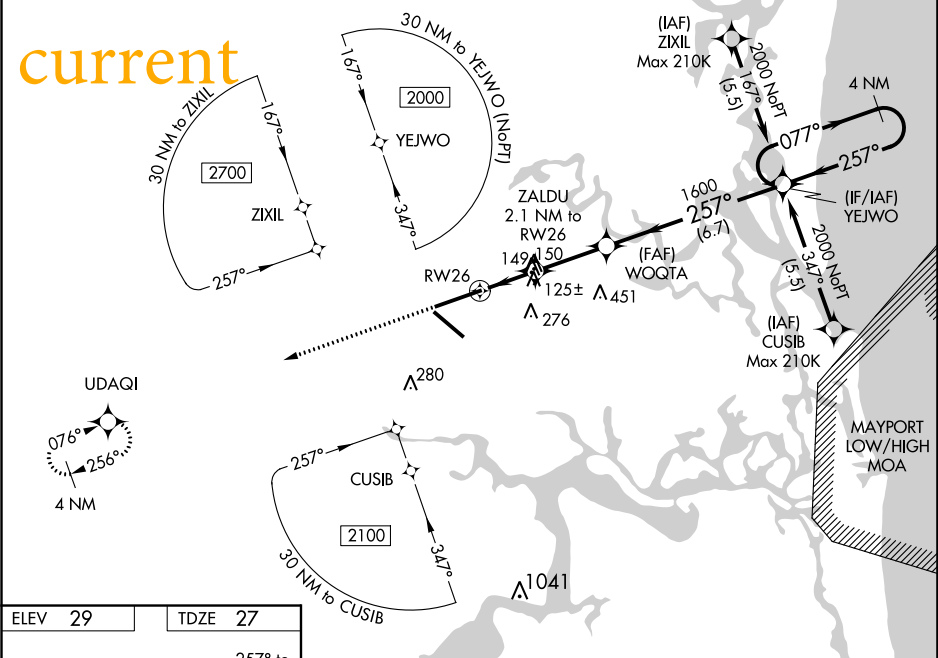 current
30 NM to ZIXIL
167°
2700
ZIXIL
257°
30 NM to YEJWO (NoPT)
167°
2000
YEJWO
347°
(IAF)
ZIXIL
Max 210K
2000 NoPT
167°
(5.5)
4 NM
077°
257°
(IF/IAF)
YEJWO
1600
257°
(6.7)
ZALDU
2.1 NM to
RW26
149
150
125±
(FAF)
WOQTA
451
276
RW26
2000 NoPT
347°
(5.5)
(IAF)
CUSIB
Max 210K
280
UDAQI
076°
256°
4 NM
257°
CUSIB
2100
347°
30 NM to CUSIB
1041
MAYPORT
LOW/HIGH
MOA
ELEV 29
TDZE 27
257° to